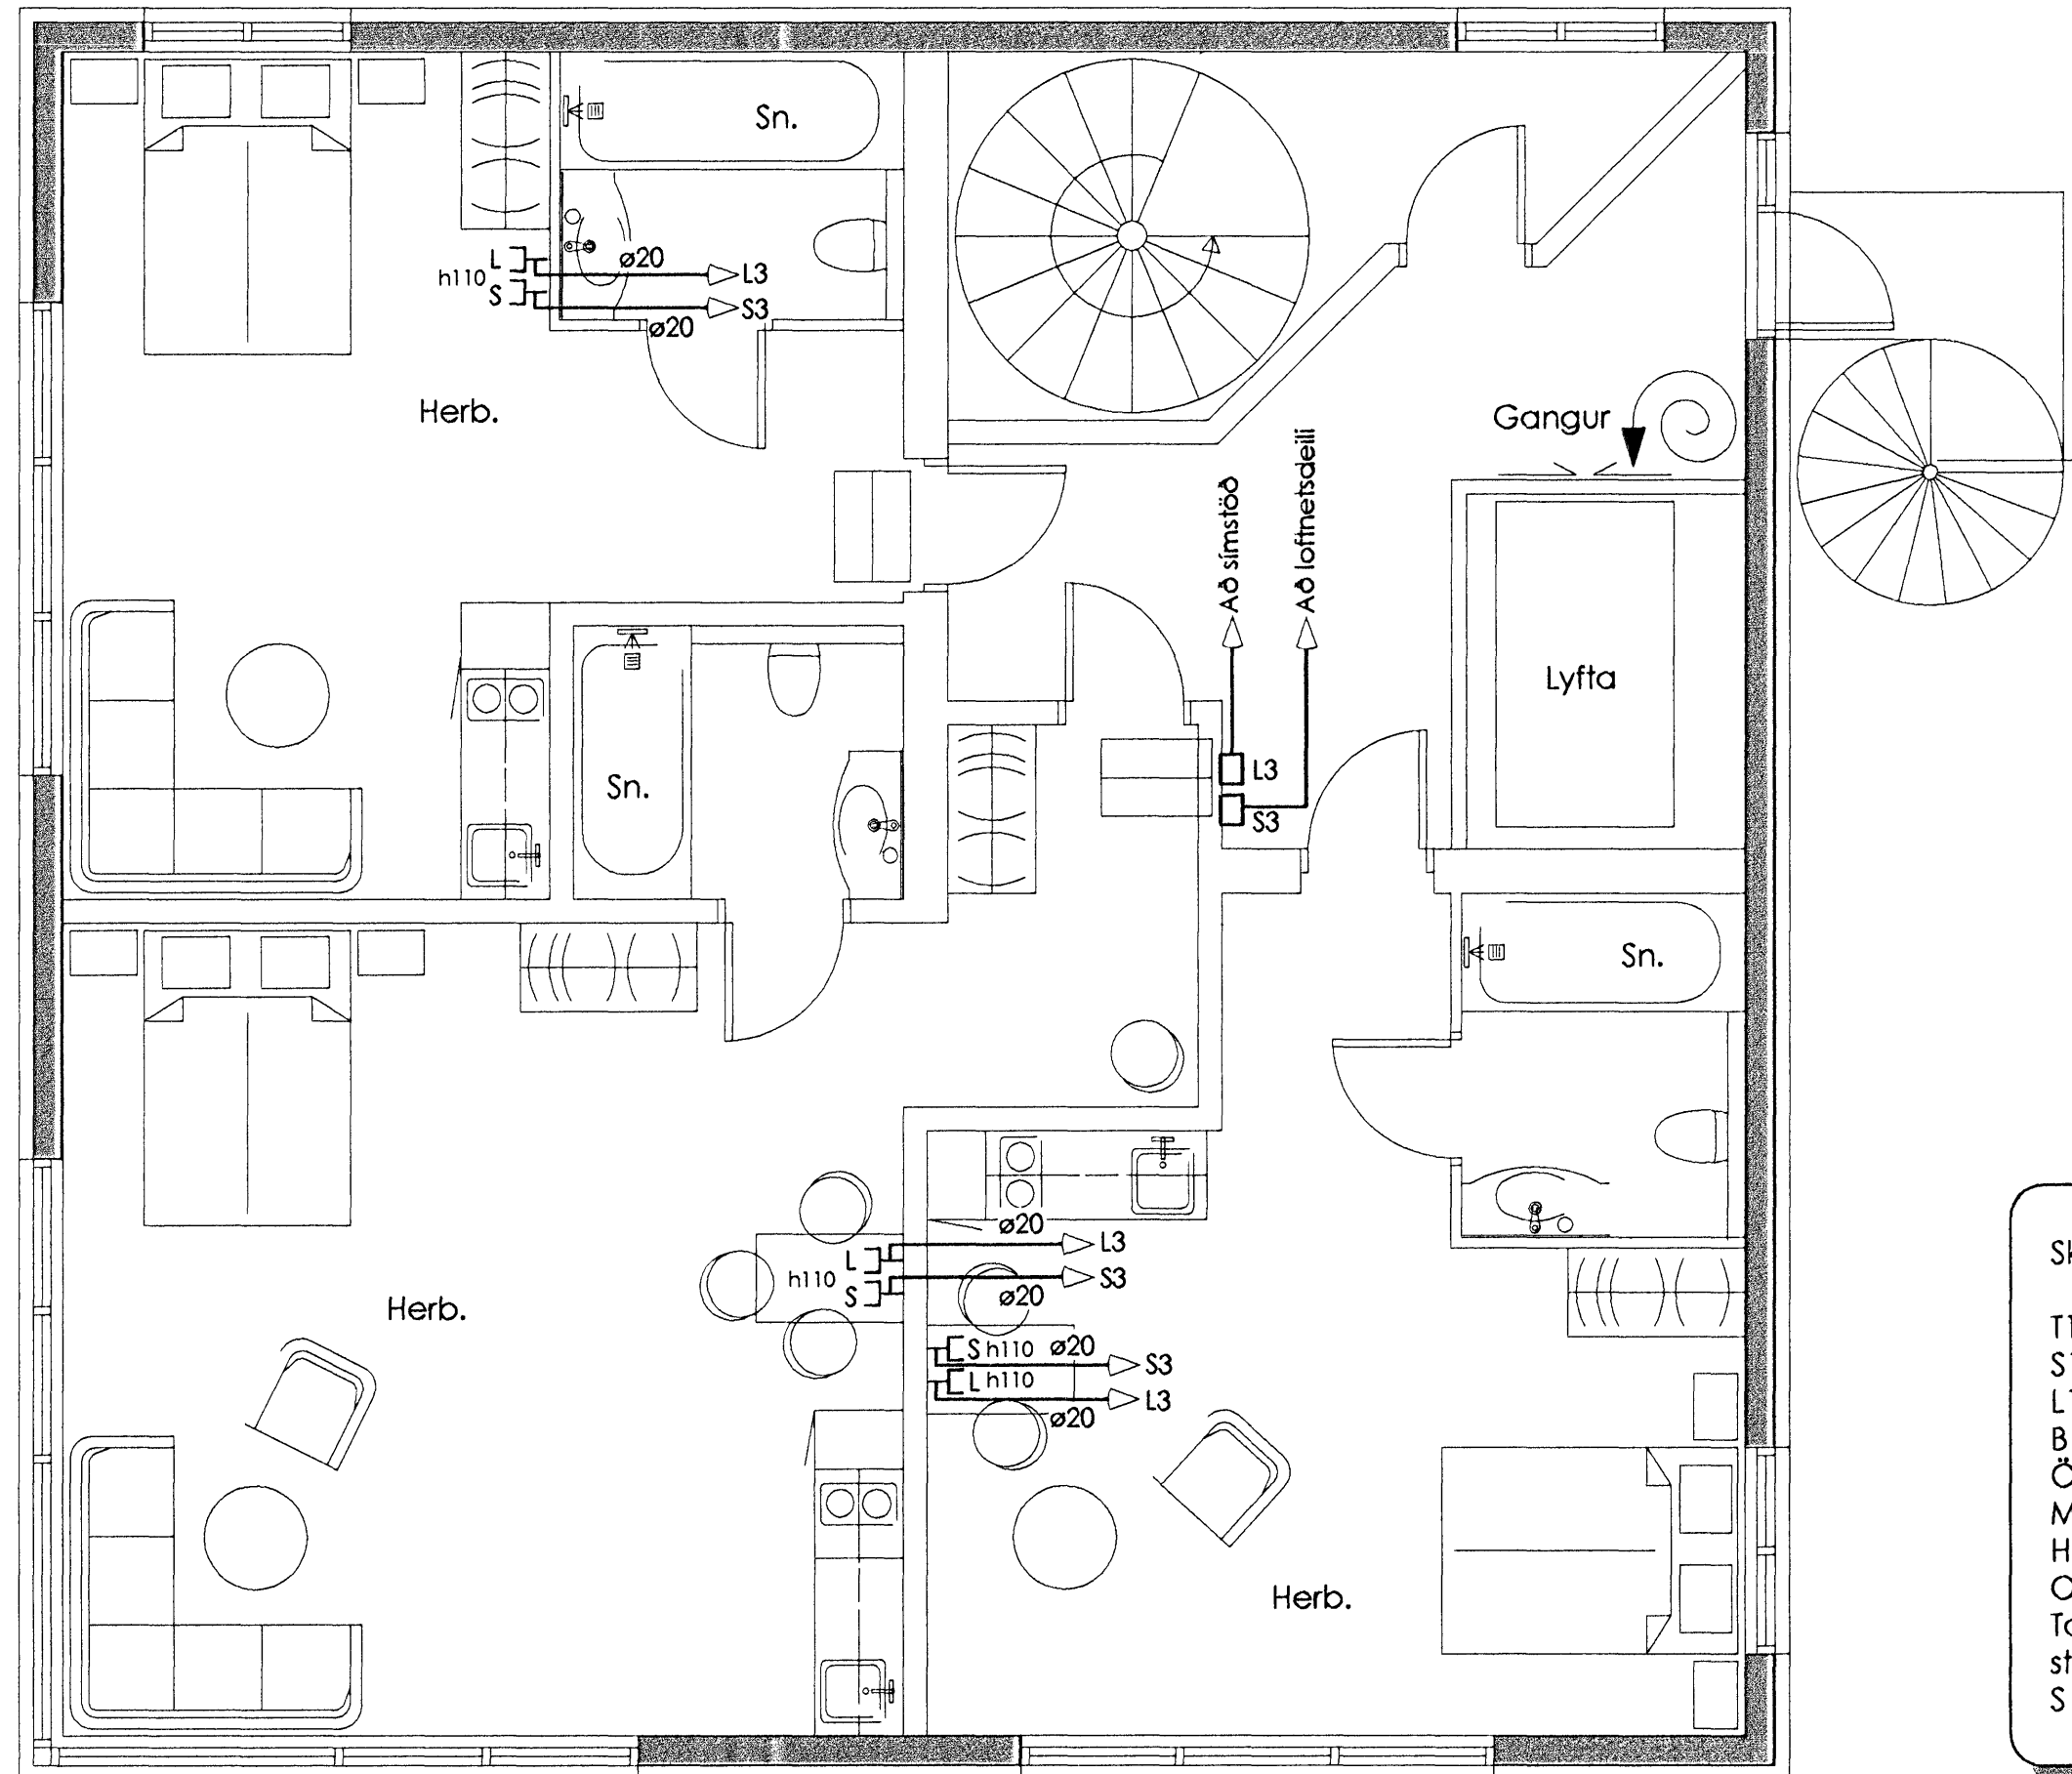 Sn.
L
ø20
h110
L3
S
S3
ø20
Herb.
Gangur
Að símstöð
Að loftnetsdeili
Lyfta
Sn.
L3
S3
Sn.
ø20
L
L3
h110
S3
S
ø20
Herb.
S h110 ø20
S3
L h110
L3
ø20
Herb.